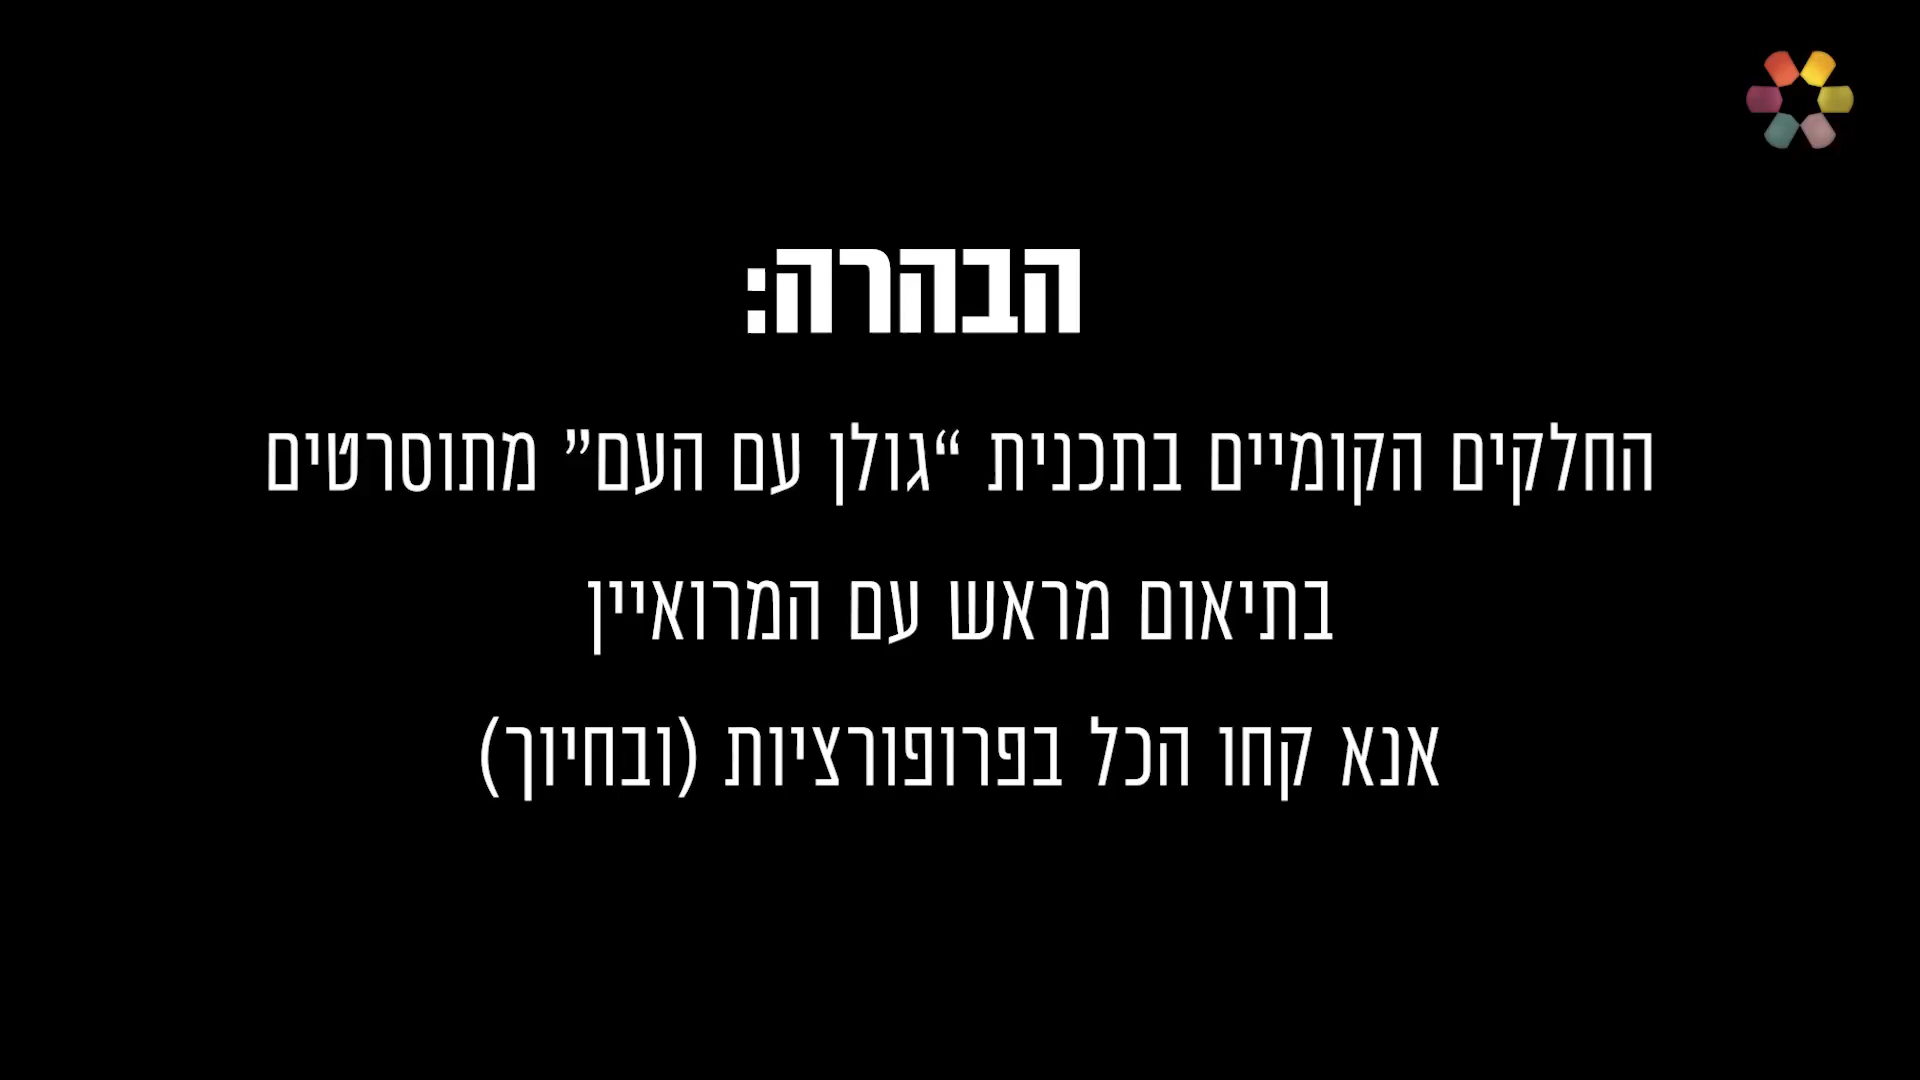 הבהרה:
החלקים הקומיים בתכנית “גולן עם העם” מתוסרטים
בתיאום מראש עם המרואיין
אנא קחו הכל בפרופורציות (ובחיוך)